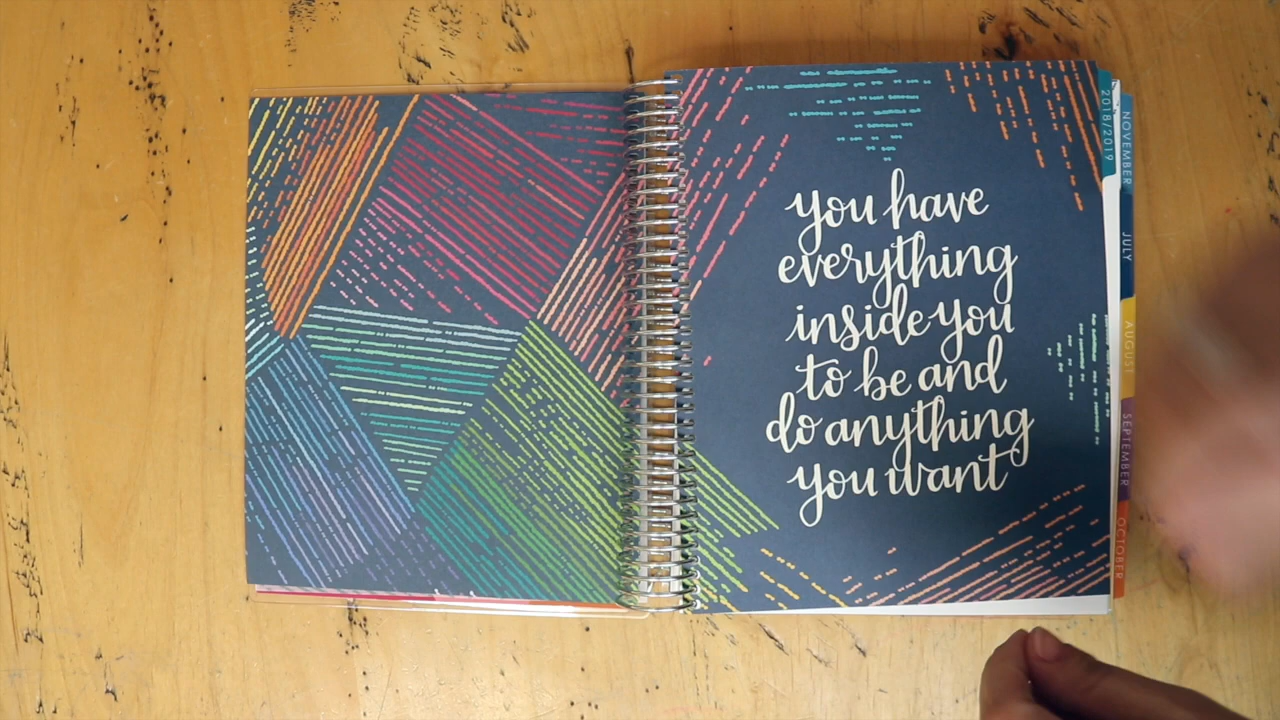 you have
everything
inside you
to be and
do anything
you want
2018/2019
NOVEMBER
JULY
AUGUST
SEPTEMBER
OCTOBER